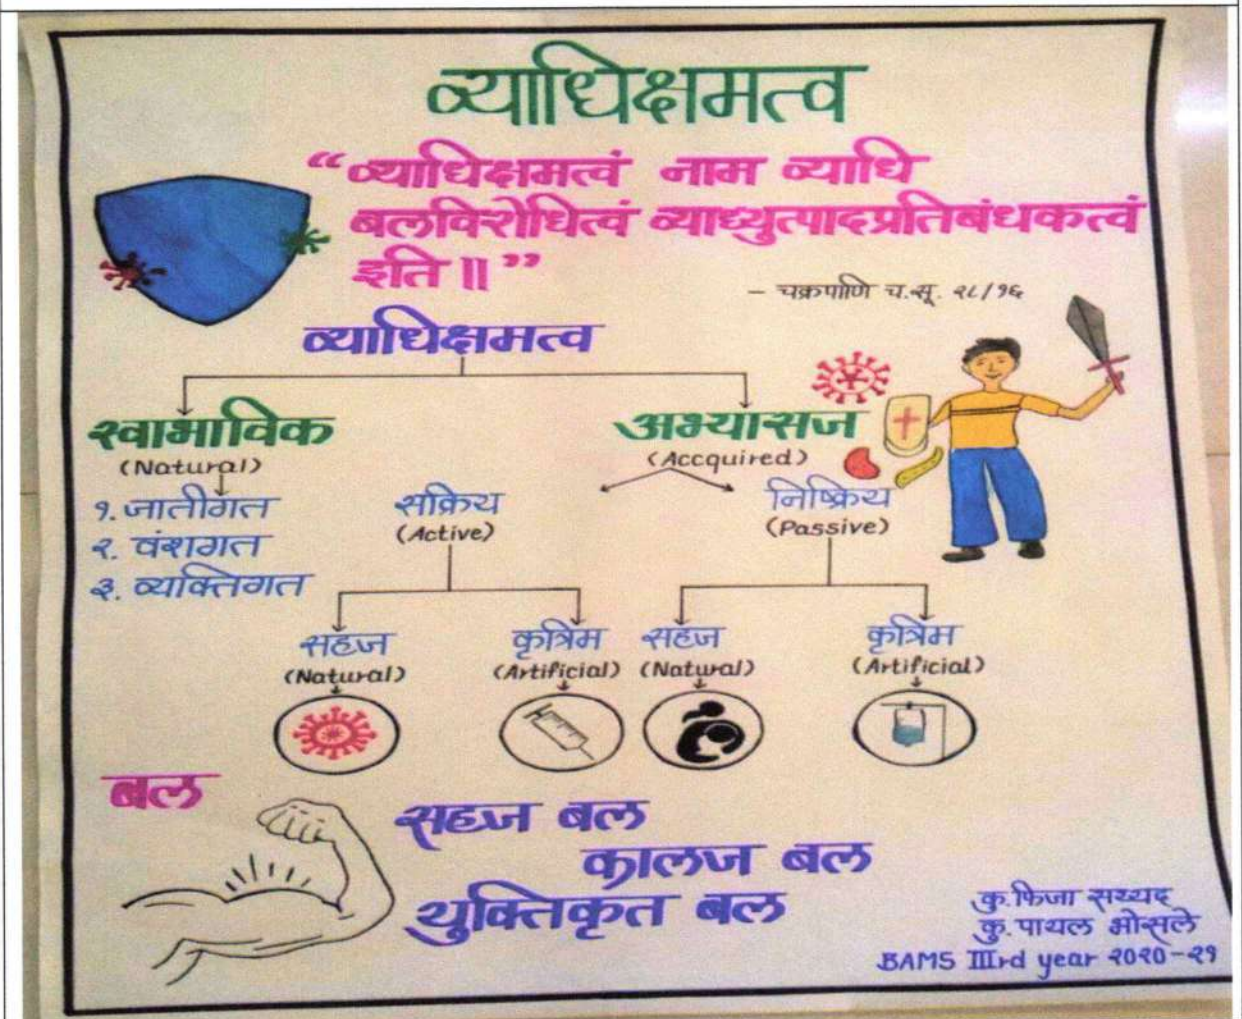 व्याधिक्षमत्व
“व्याधिक्षमत्वं नाम व्याधि
बलविरोधित्वं व्याध्युत्पादप्रतिबंधकत्वं
इति॥”
- चक्रपाणि च.सू. २८/१६
व्याधिक्षमत्व
स्वाभाविक
(Natural)
१. जातीगत
२. वंशगत
३. व्यक्तिगत
अभ्यासज
(Accquired)
सक्रिय
(Active)
निष्क्रिय
(Passive)
सहज
(Natural)
कृत्रिम
(Artificial)
सहज
(Natural)
कृत्रिम
(Artificial)
बल
सहज बल
कालज बल
युक्तिकृत बल
कु. फिजा सय्यद
कु. पायल भोसले
BAMS IIIrd year २०२०-२१